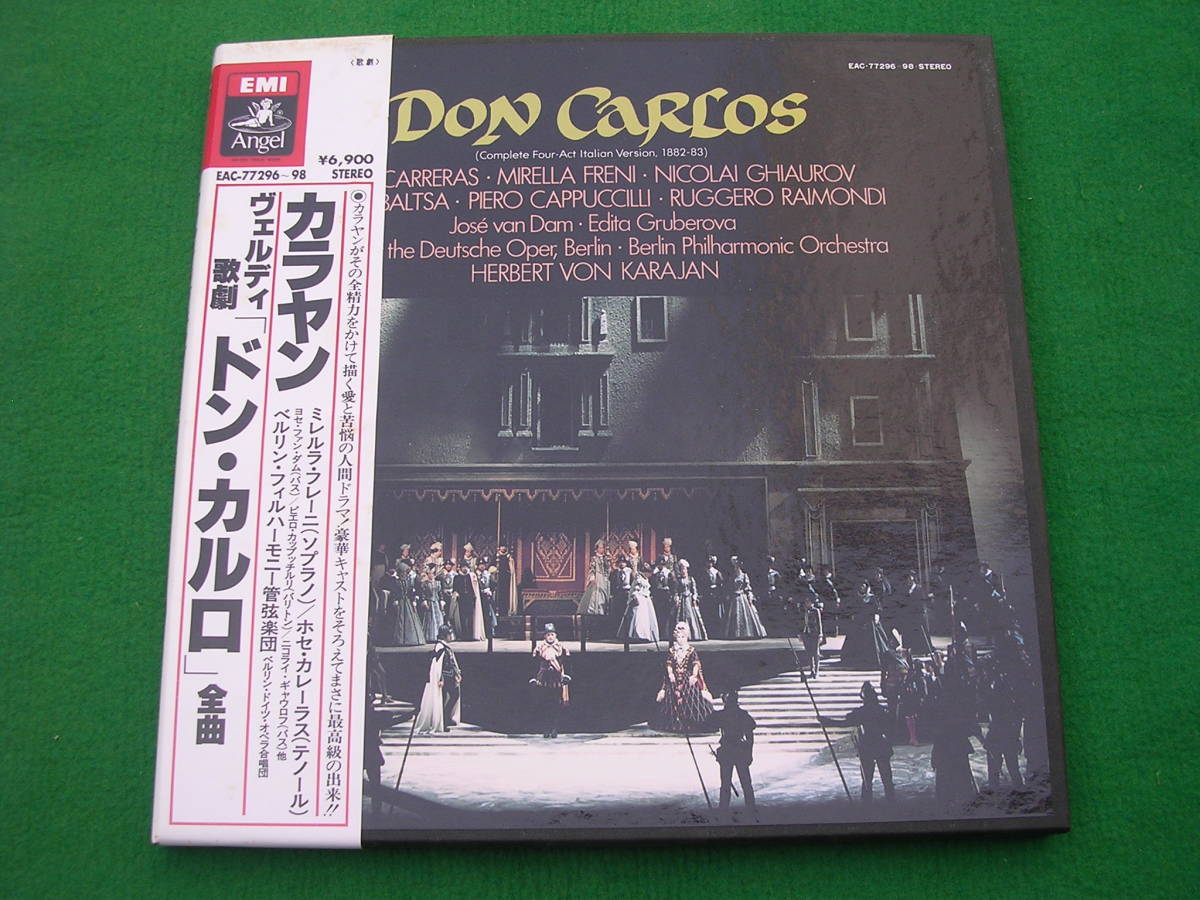 EMI
Angel
〈歌劇〉
¥6,900
EAC-77296~98 STEREO
●カラヤンがその全精力をかけて描く愛と苦悩の人間ドラマ!豪華キャストをそろえてまさに最高級の出来!!
カラヤン
ミレルラ・フレーニ(ソプラノ)/ホセ・カレーラス(テノール)
ヨセ・ファン・ダム(バス)/ピエロ・カップッチルリ(バリトン)/ニコライ・ギャウロフ(バス)他
ベルリン・フィルハーモニー管弦楽団 ベルリン・ドイツ・オペラ合唱団
ヴェルディ
歌劇「ドン・カルロ」全曲
EAC-77296-98 STEREO
DON CARLOS
(Complete Four-Act Italian Version, 1882-83)
CARRERAS · MIRELLA FRENI · NICOLAI GHIAUROV
BALTSA · PIERO CAPPUCCILLI · RUGGERO RAIMONDI
José van Dam · Edita Gruberova
the Deutsche Oper, Berlin · Berlin Philharmonic Orchestra
HERBERT VON KARAJAN